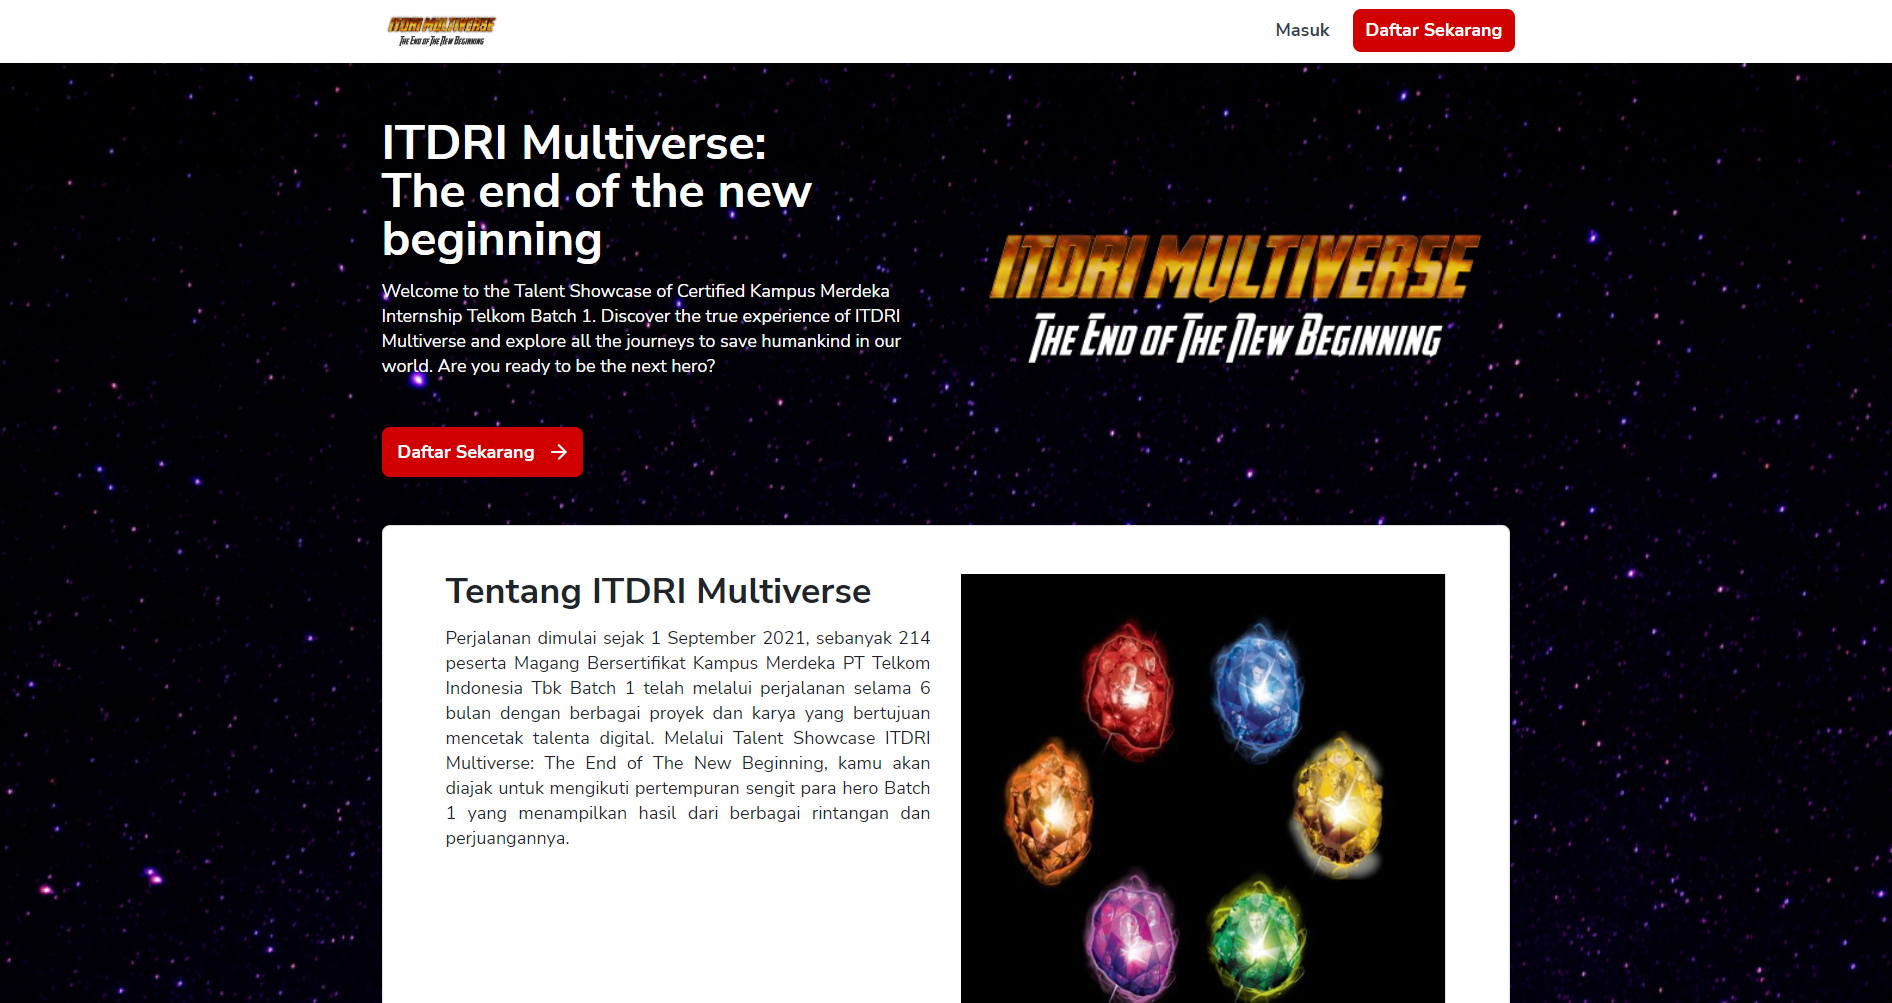 ITDRI MULTIVERSE
THE END OF THE NEW BEGINNING
Masuk
Daftar Sekarang
ITDRI Multiverse:
The end of the new
beginning
Welcome to the Talent Showcase of Certified Kampus Merdeka
Internship Telkom Batch 1. Discover the true experience of ITDRI
Multiverse and explore all the journeys to save humankind in our
world. Are you ready to be the next hero?
Daftar Sekarang
ITDRI MULTIVERSE
THE END OF THE NEW BEGINNING
Tentang ITDRI Multiverse
Perjalanan dimulai sejak 1 September 2021, sebanyak 214
peserta Magang Bersertifikat Kampus Merdeka PT Telkom
Indonesia Tbk Batch 1 telah melalui perjalanan selama 6
bulan dengan berbagai proyek dan karya yang bertujuan
mencetak talenta digital. Melalui Talent Showcase ITDRI
Multiverse: The End of The New Beginning, kamu akan
diajak untuk mengikuti pertempuran sengit para hero Batch
1 yang menampilkan hasil dari berbagai rintangan dan
perjuangannya.